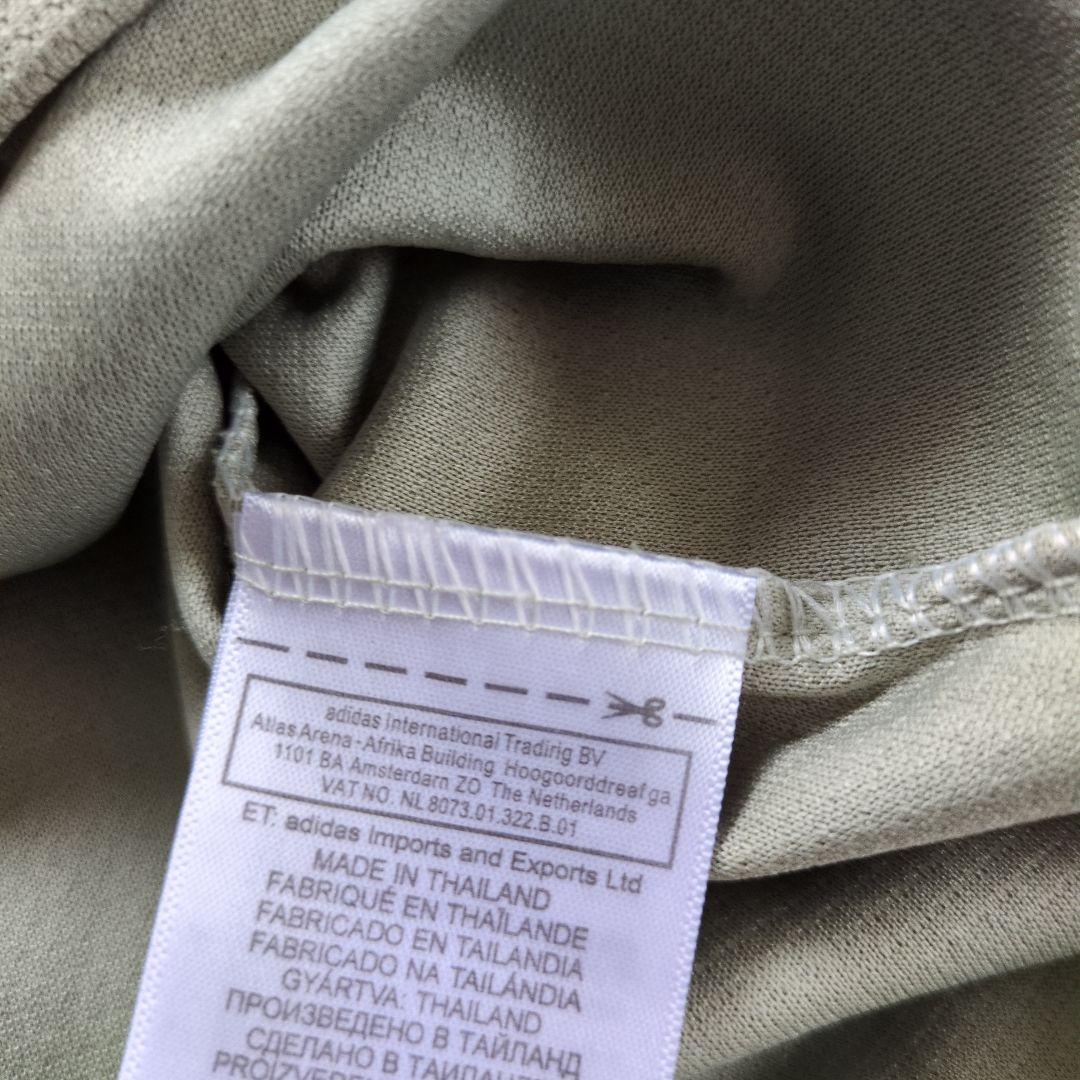 adidas International Tradirig BV
Atlas Arena-Afrika Building Hoogoorddreef ga
1101 BA Amsterdarn ZO The Netherlands
VAT NO. NL 8073.01.322.B.01
ET: adidas Imports and Exports Ltd
MADE IN THAILAND
FABRIQUÉ EN THAÏLANDE
FABRICADO EN TAILANDIA
FABRICADO NA TAILÁNDIA
GYÁRTVA: THAILAND
ПРОИЗВЕДЕНО В ТАЙЛАНД
СДЕЛАНО В